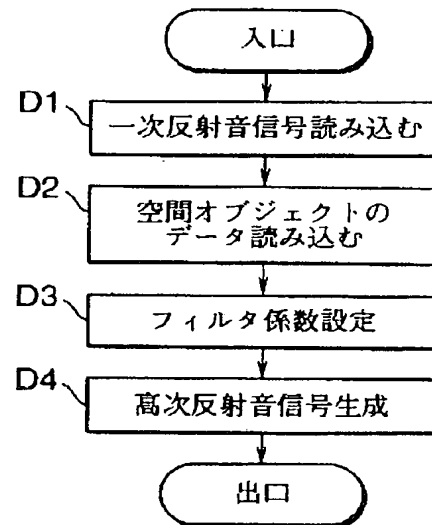 入口
D1
一次反射音信号読み込む
D2
空間オブジェクトの
データ読み込む
D3
フィルタ係数設定
D4
高次反射音信号生成
出口